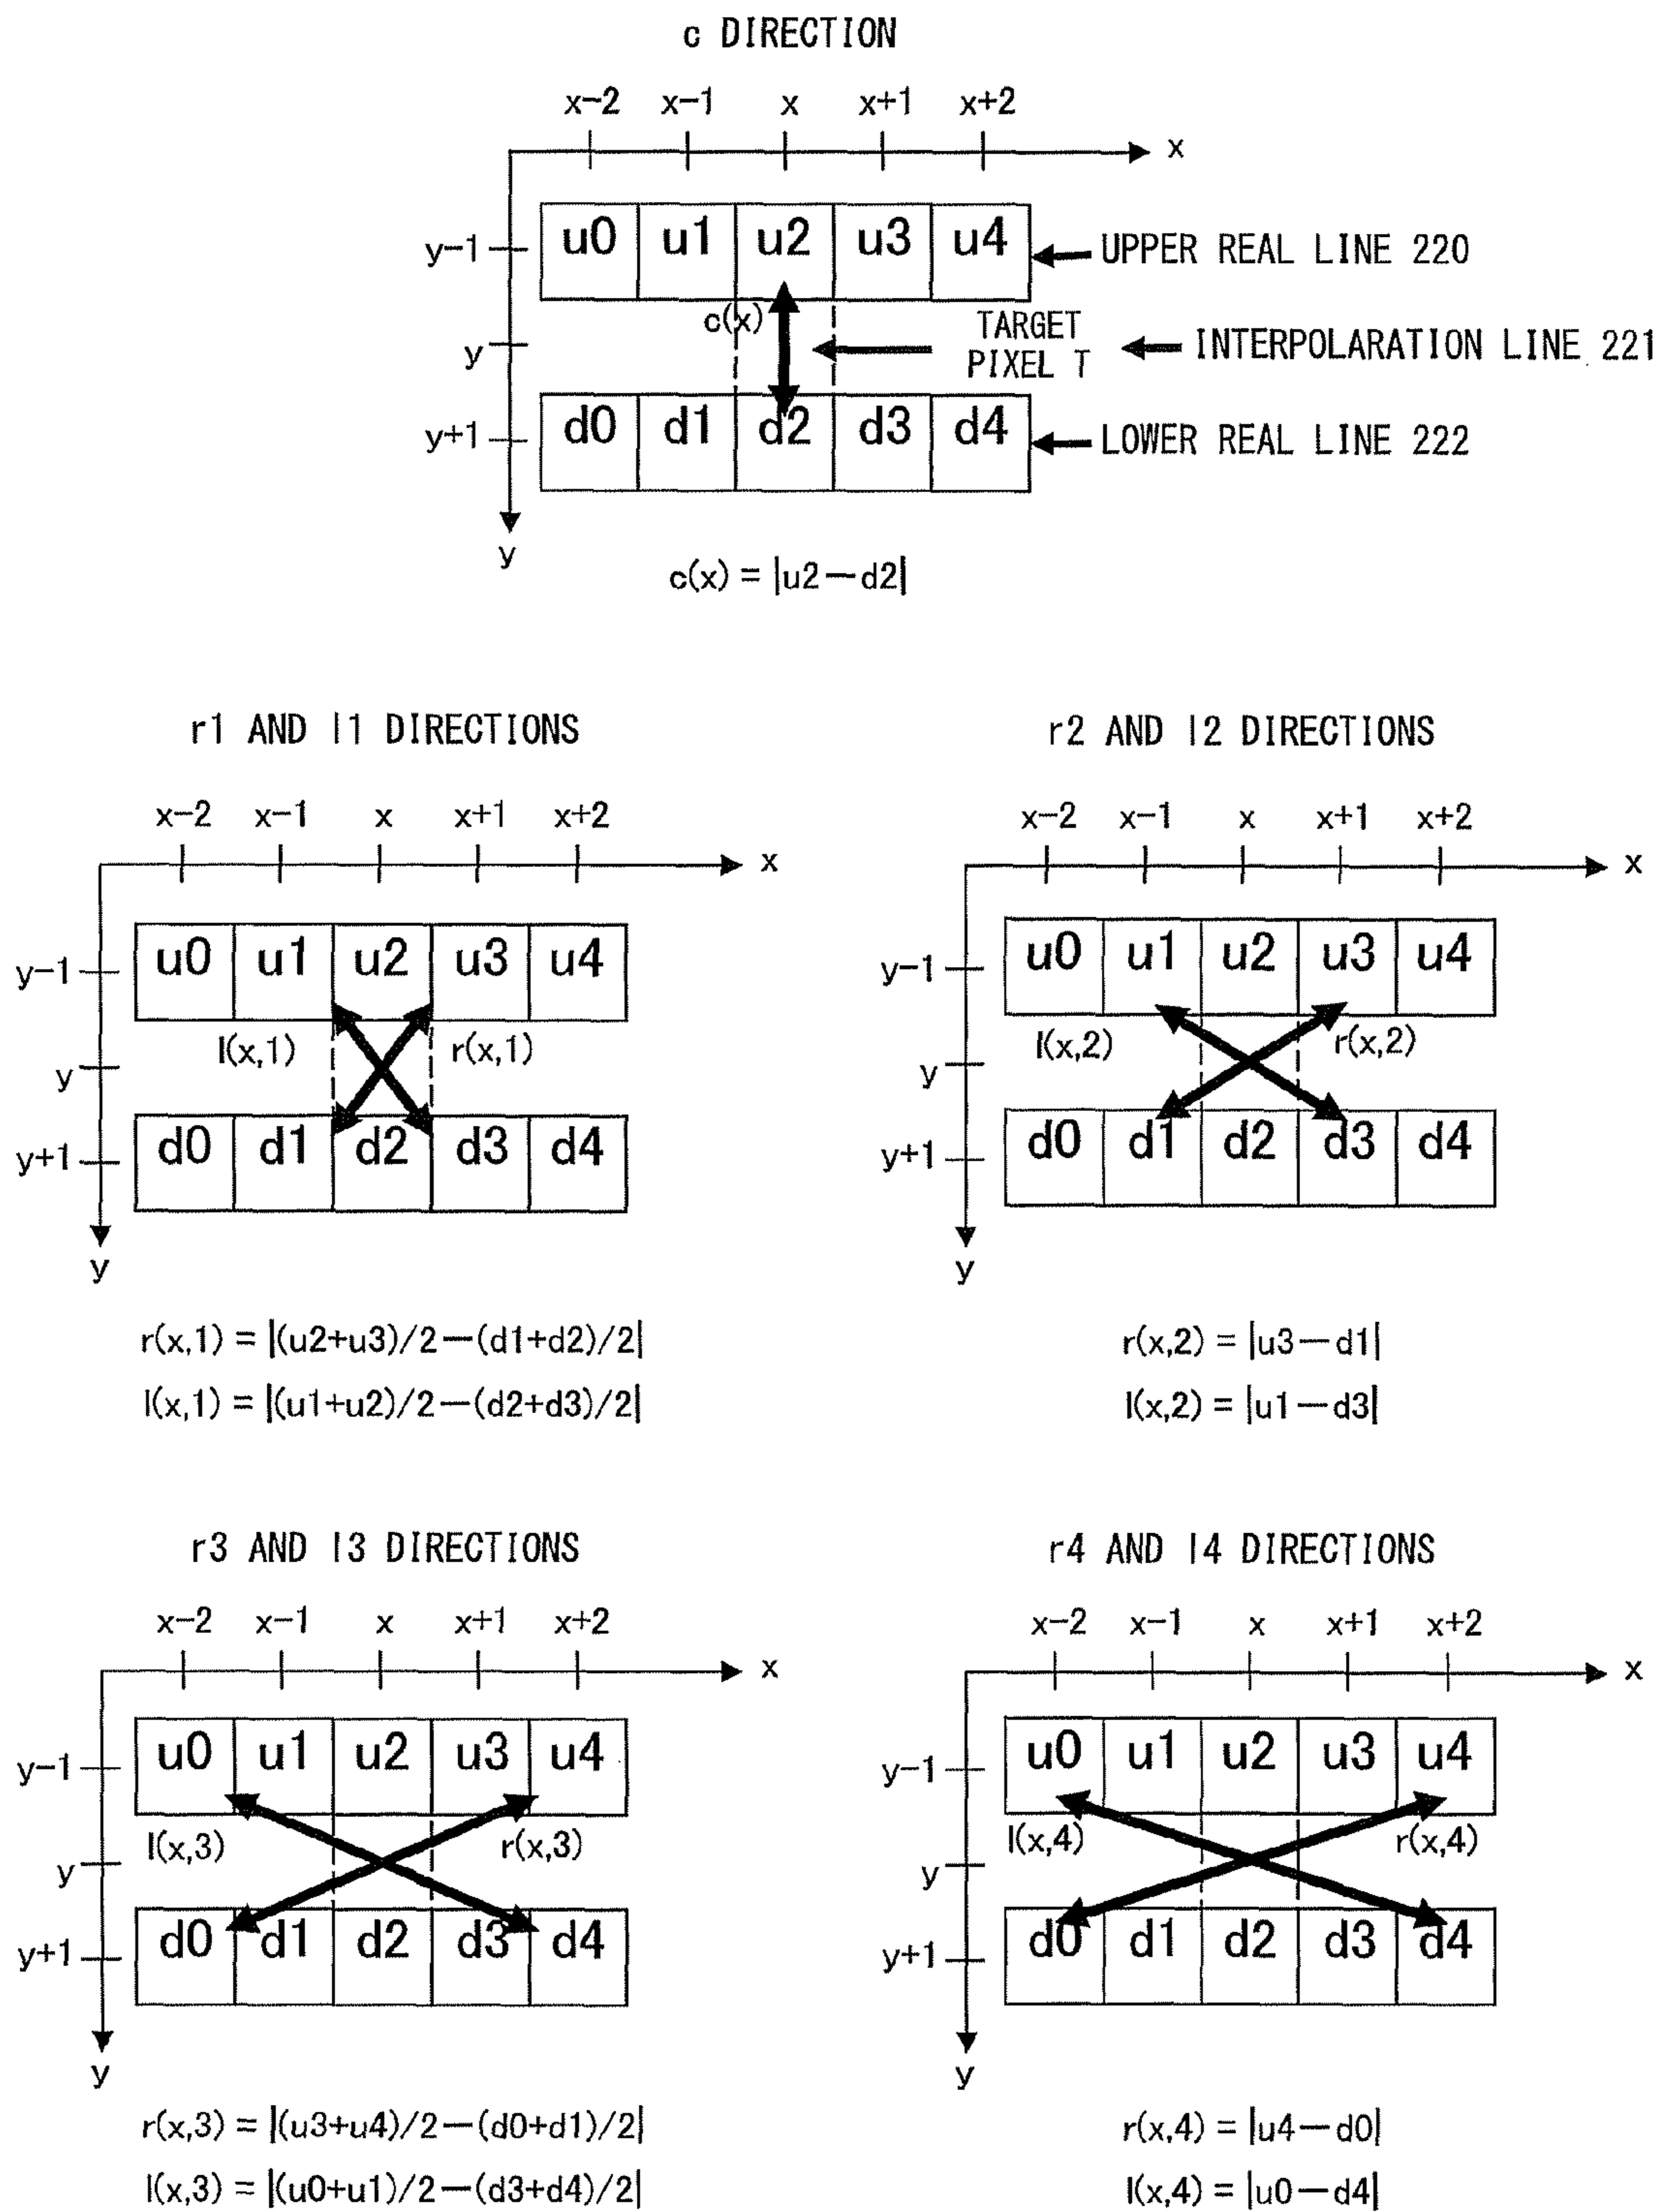 c DIRECTION
x-2 x-1 x x+1 x+2
x
y-1 u0 u1 u2 u3 u4 UPPER REAL LINE 220
c(x)
y TARGET PIXEL T INTERPOLARATION LINE 221
y+1 d0 d1 d2 d3 d4 LOWER REAL LINE 222
y
c(x) = |u2-d2|
r1 AND l1 DIRECTIONS
x-2 x-1 x x+1 x+2
x
y-1 u0 u1 u2 u3 u4
l(x,1) r(x,1)
y
y+1 d0 d1 d2 d3 d4
y
r(x,1) = |(u2+u3)/2-(d1+d2)/2|
l(x,1) = |(u1+u2)/2-(d2+d3)/2|
r2 AND l2 DIRECTIONS
x-2 x-1 x x+1 x+2
x
y-1 u0 u1 u2 u3 u4
l(x,2) r(x,2)
y
y+1 d0 d1 d2 d3 d4
y
r(x,2) = |u3-d1|
l(x,2) = |u1-d3|
r3 AND l3 DIRECTIONS
x-2 x-1 x x+1 x+2
x
y-1 u0 u1 u2 u3 u4
l(x,3) r(x,3)
y
y+1 d0 d1 d2 d3 d4
y
r(x,3) = |(u3+u4)/2-(d0+d1)/2|
l(x,3) = |(u0+u1)/2-(d3+d4)/2|
r4 AND l4 DIRECTIONS
x-2 x-1 x x+1 x+2
x
y-1 u0 u1 u2 u3 u4
l(x,4) r(x,4)
y
y+1 d0 d1 d2 d3 d4
y
r(x,4) = |u4-d0|
l(x,4) = |u0-d4|